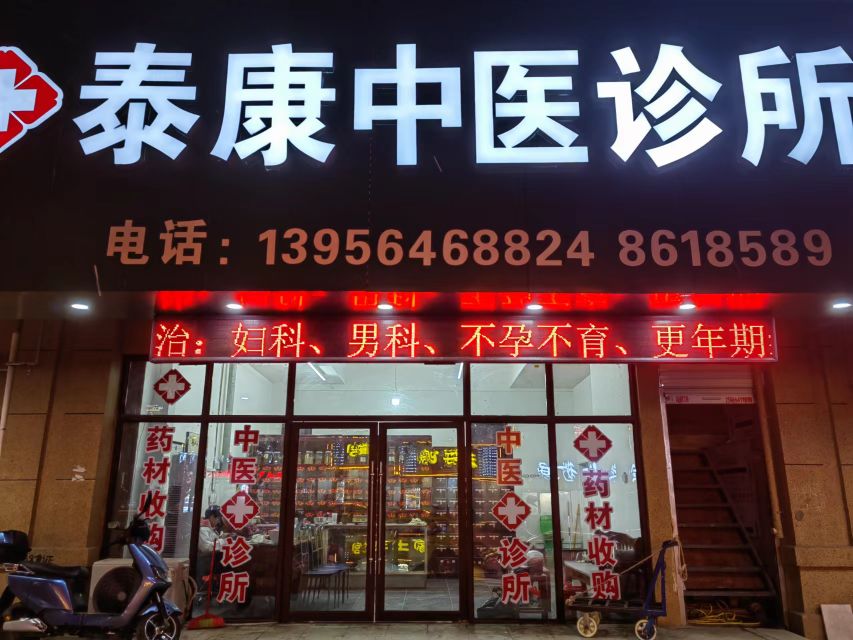 泰康中医诊所
电话：13956468824 8618589
治：妇科、男科、不孕不育、更年期
药材收购
中医诊所
中医诊所
药材收购